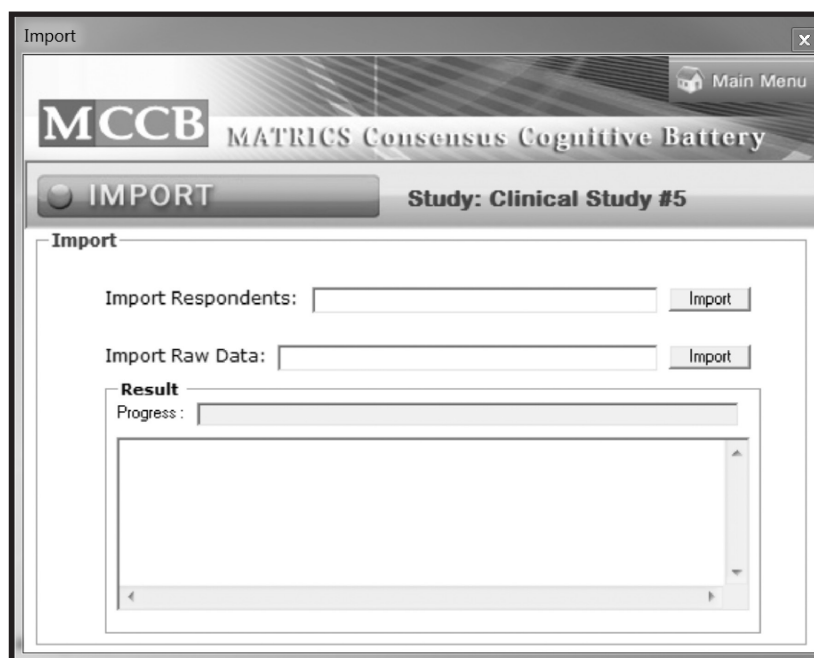 Import
Main Menu
MCCB MATRICS Consensus Cognitive Battery
IMPORT Study: Clinical Study #5
Import
Import Respondents: Import
Import Raw Data: Import
Result
Progress :